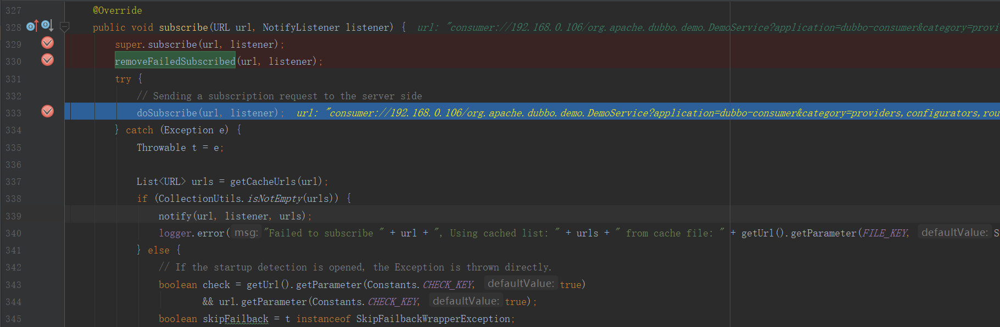 327 @Override
328 public void subscribe(URL url, NotifyListener listener) { url: "consumer://192.168.0.106/org.apache.dubbo.demo.DemoService?application=dubbo-consumer&category=provi
329 super.subscribe(url, listener);
330 removeFailedSubscribed(url, listener);
331 try {
332 // Sending a subscription request to the server side
333 doSubscribe(url, listener); url: "consumer://192.168.0.106/org.apache.dubbo.demo.DemoService?application=dubbo-consumer&category=providers,configurators,rou
334 } catch (Exception e) {
335 Throwable t = e;
336
337 List<URL> urls = getCacheUrls(url);
338 if (CollectionUtils.isNotEmpty(urls)) {
339 notify(url, listener, urls);
340 logger.error( msg: "Failed to subscribe " + url + ", Using cached list: " + urls + " from cache file: " + getUrl().getParameter(FILE_KEY, defaultValue: S
341 } else {
342 // If the startup detection is opened, the Exception is thrown directly.
343 boolean check = getUrl().getParameter(Constants.CHECK_KEY, defaultValue: true)
344 && url.getParameter(Constants.CHECK_KEY, defaultValue: true);
345 boolean skipFailback = t instanceof SkipFailbackWrapperException;